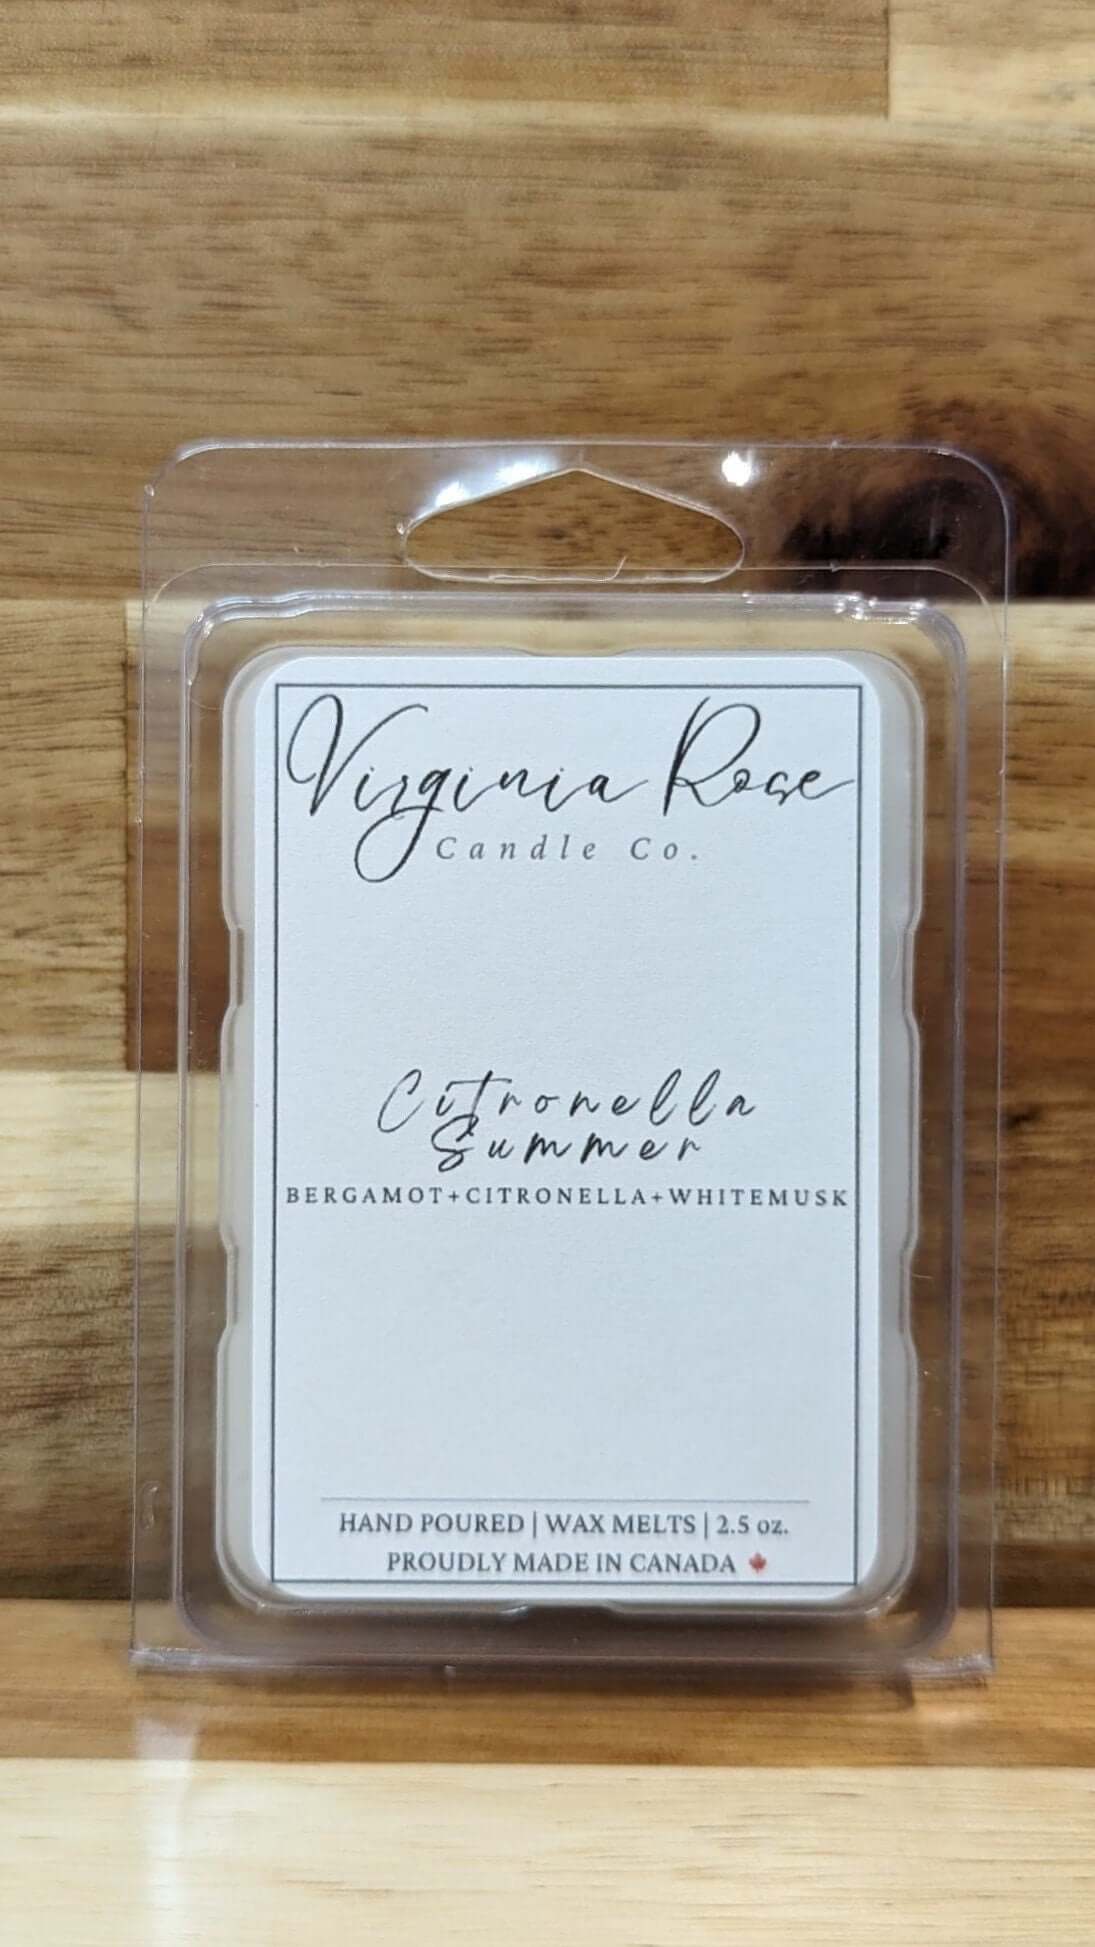 Virginia Rose
Candle Co.
Citronella
Summer
BERGAMOT+CITRONELLA+WHITEMUSK
HAND POURED | WAX MELTS | 2.5 oz.
PROUDLY MADE IN CANADA